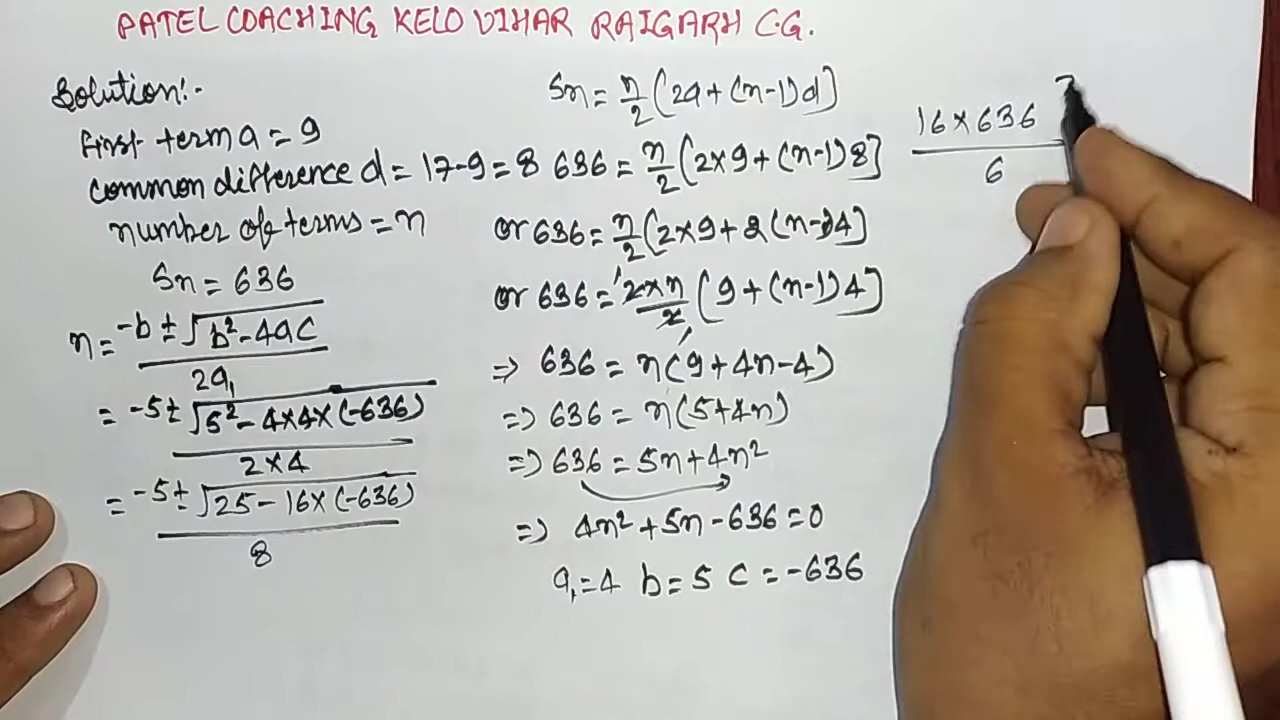 PATEL COACHING KELO VIHAR RAIGARH C.G.
Solution:-
First term a = 9
common difference d = 17-9 = 8
number of terms = n
Sn = 636
n = -b ± √b² - 4a₁c / 2a₁
= -5 ± √5² - 4×4×(-636) / 2×4
= -5 ± √25 - 16×(-636) / 8
Sn = n/2 (2a + (n-1)d]
636 = n/2 (2×9 + (n-1)8]
or 636 = n/2 (2×9 + 2(n-1)4]
or 636 = 2×n/2 (9 + (n-1)4]
=> 636 = n(9 + 4n - 4)
=> 636 = n(5 + 4n)
=> 636 = 5n + 4n²
=> 4n² + 5n - 636 = 0
a₁ = 4 b = 5 c = -636
16×636
6